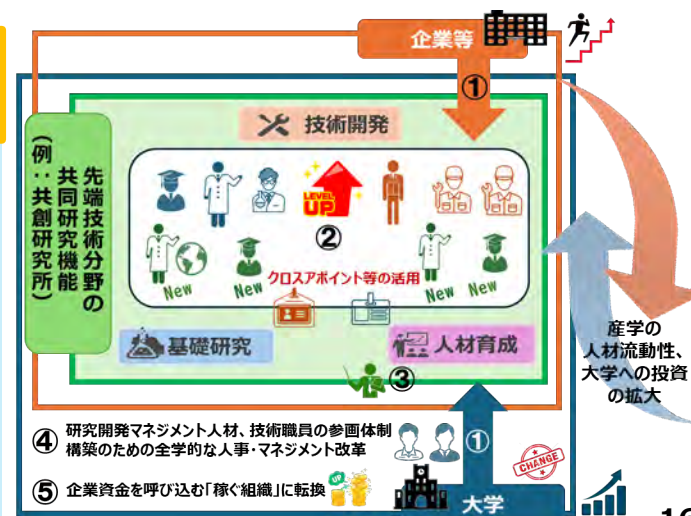 企業等
①
技術開発
先端技術分野の
共同研究機能
(例：共創研究所)
LEVEL
UP
②
New
New
クロスアポイント等の活用
New
New
基礎研究
人材育成
③
産学の
人材流動性、
大学への投資
の拡大
④ 研究開発マネジメント人材、技術職員の参画体制
構築のための全学的な人事・マネジメント改革
①
CHANGE
⑤ 企業資金を呼び込む「稼ぐ組織」に転換
UP
大学